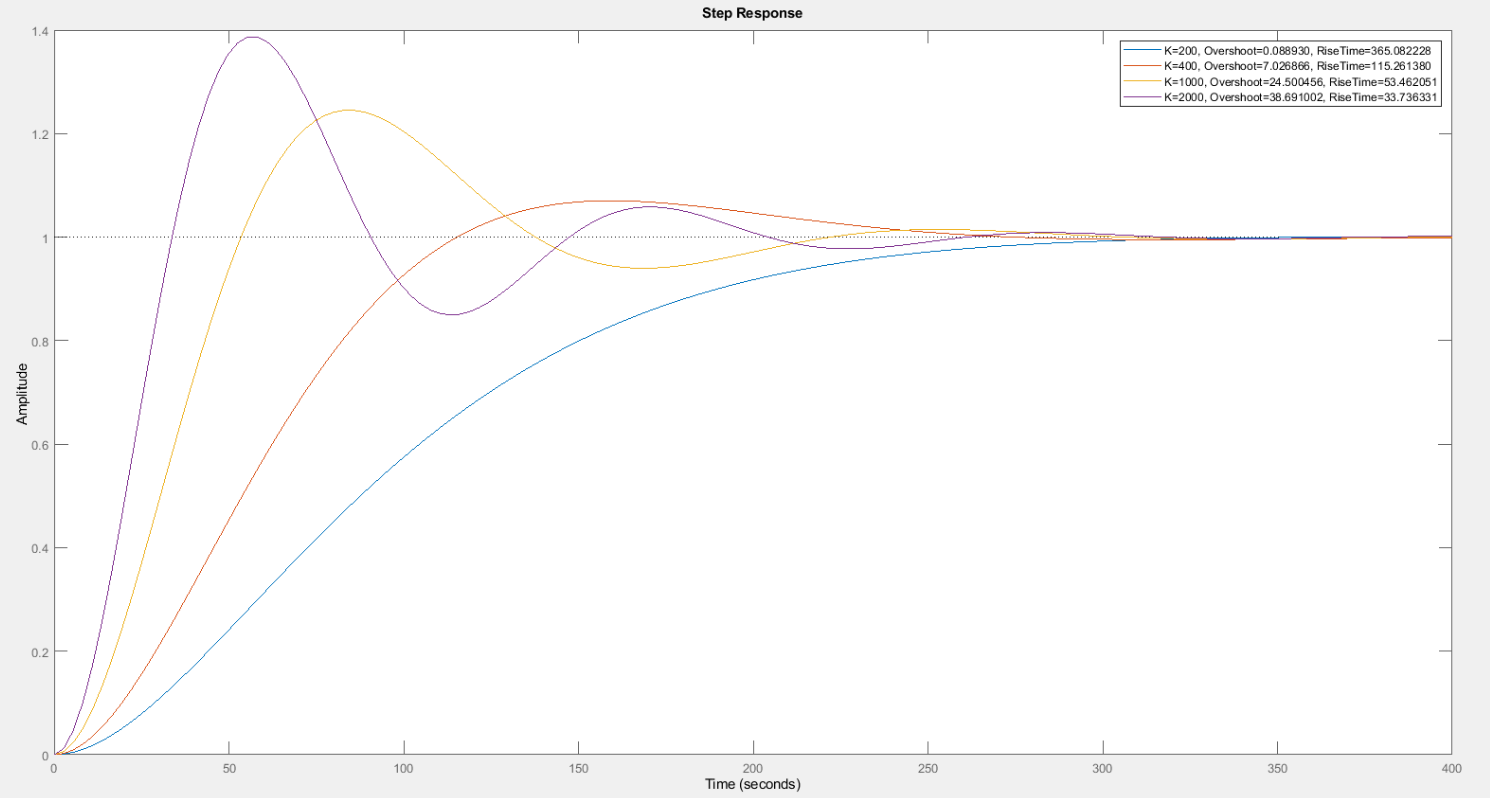 Step Response
1.4
1.2
1
0.8
0.6
0.4
0.2
0
Amplitude
K=200, Overshoot=0.088930, RiseTime=365.082228
K=400, Overshoot=7.026866, RiseTime=115.261380
K=1000, Overshoot=24.500456, RiseTime=53.462051
K=2000, Overshoot=38.691002, RiseTime=33.736331
0 50 100 150 200 250 300 350 400
Time (seconds)